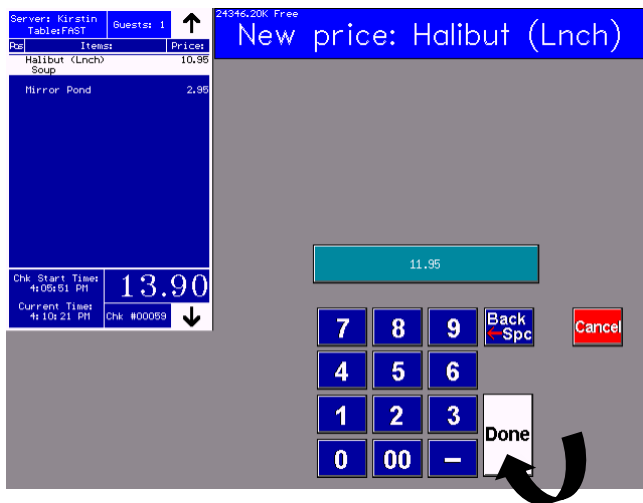 Server: Kirstin
Table:FAST
Guests: 1
Pos Items: Price:
Halibut (Lnch) 10.95
Soup
Mirror Pond 2.95
Chk Start Time:
4:05:51 PM
13.90
Current Time:
4:10:21 PM
Chk #00059
24346.20K Free
New price: Halibut (Lnch)
11.95
7 8 9 Back
←Spc
Cancel
4 5 6
1 2 3
Done
0 00 –